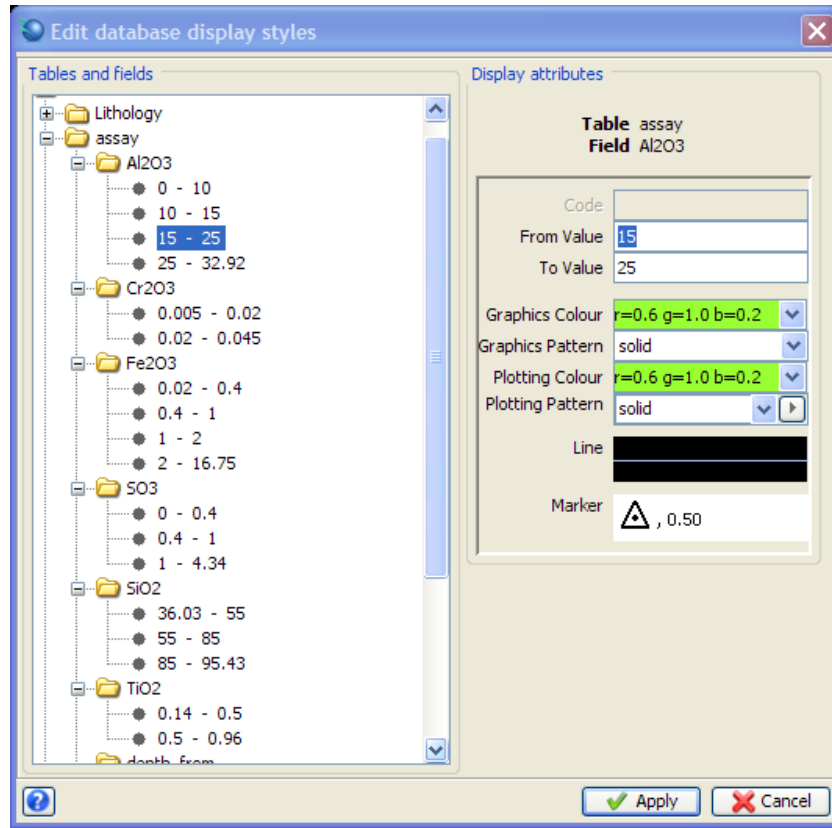 Edit database display styles
Tables and fields
Lithology
assay
Al2O3
0 - 10
10 - 15
15 - 25
25 - 32.92
Cr2O3
0.005 - 0.02
0.02 - 0.045
Fe2O3
0.02 - 0.4
0.4 - 1
1 - 2
2 - 16.75
SO3
0 - 0.4
0.4 - 1
1 - 4.34
SiO2
36.03 - 55
55 - 85
85 - 95.43
TiO2
0.14 - 0.5
0.5 - 0.96
depth_from
Display attributes
Table assay
Field Al2O3
Code
From Value 15
To Value 25
Graphics Colour r=0.6 g=1.0 b=0.2
Graphics Pattern solid
Plotting Colour r=0.6 g=1.0 b=0.2
Plotting Pattern solid
Line
Marker , 0.50
? Apply Cancel